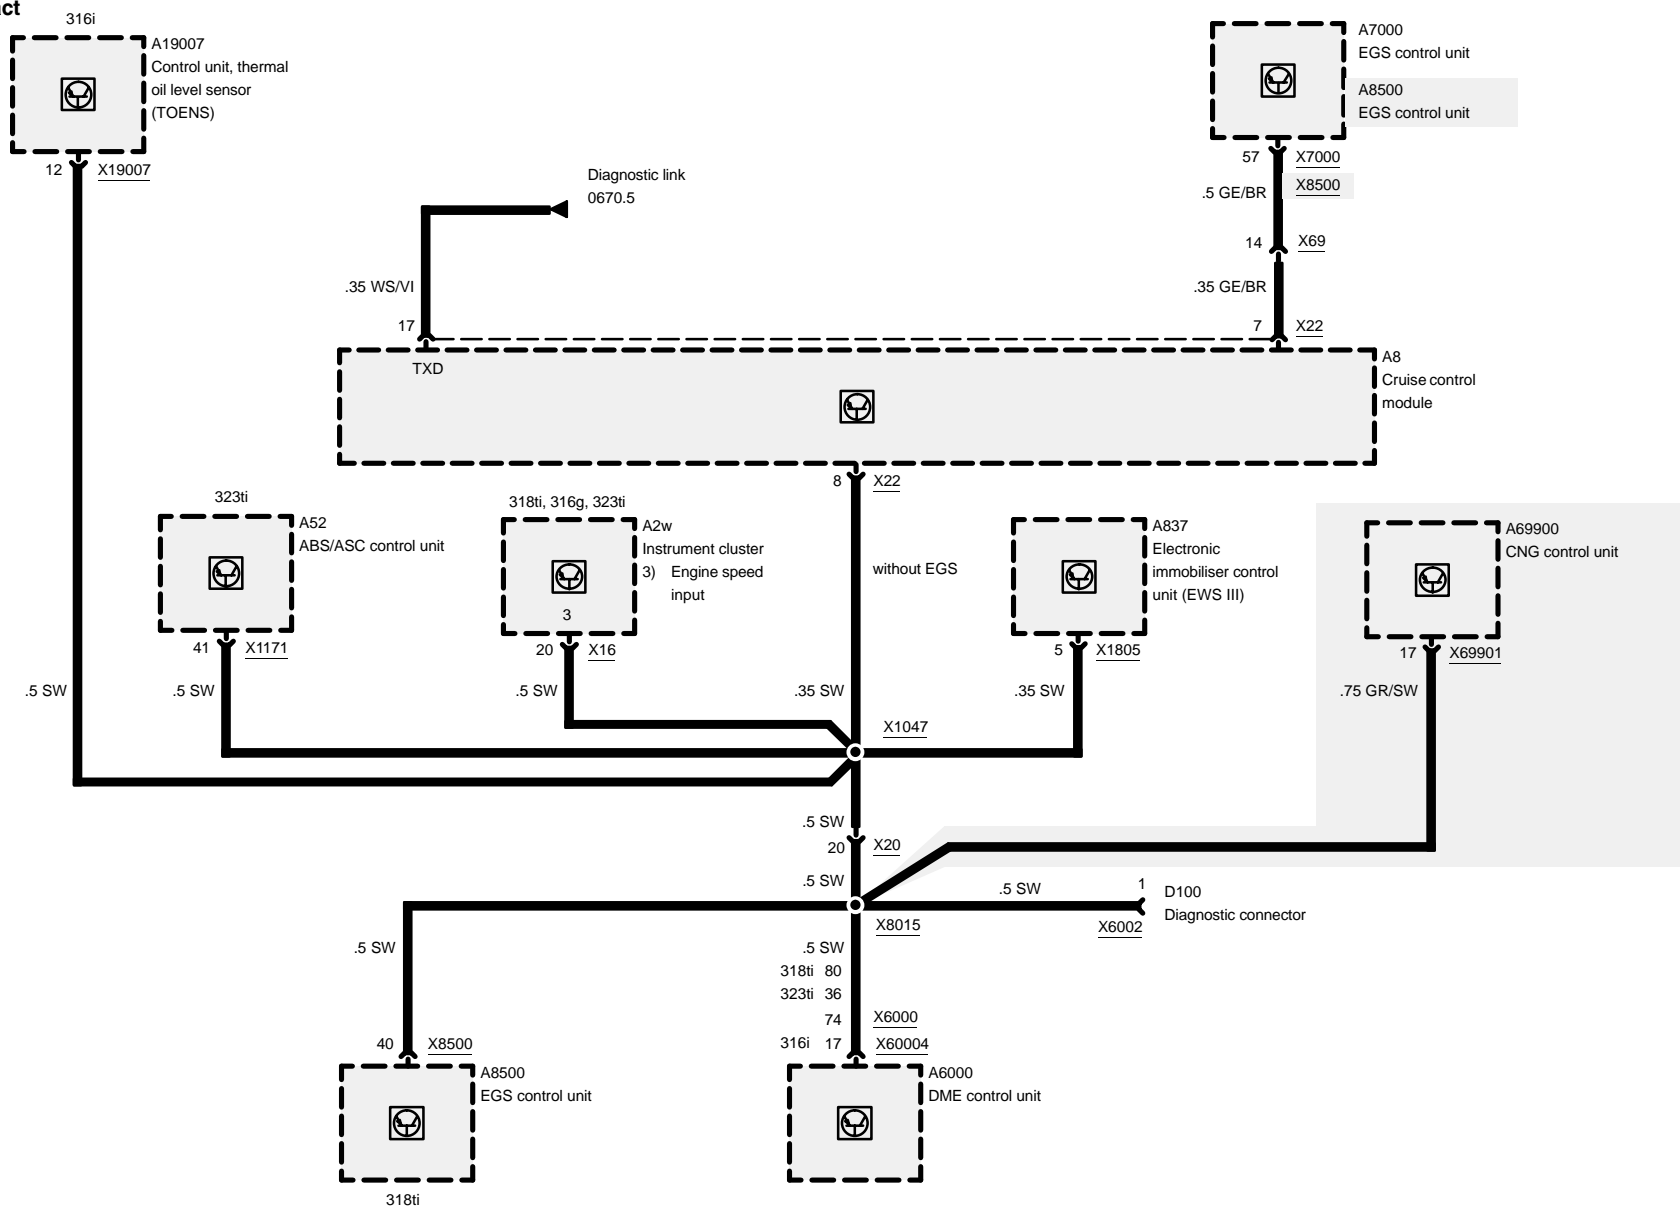 act
316i
A19007
Control unit, thermal
oil level sensor
(TOENS)
12 X19007
.5 SW
Diagnostic link
0670.5
.35 WS/VI
17
TXD
A7000
EGS control unit
A8500
EGS control unit
57 X7000
X8500
.5 GE/BR
14 X69
.35 GE/BR
7 X22
A8
Cruise control
module
8 X22
without EGS
.35 SW
323ti
A52
ABS/ASC control unit
41 X1171
.5 SW
318ti, 316g, 323ti
A2w
Instrument cluster
3) Engine speed
input
3
20 X16
.5 SW
A837
Electronic
immobiliser control
unit (EWS III)
5 X1805
.35 SW
A69900
CNG control unit
17 X69901
.75 GR/SW
X1047
.5 SW
20 X20
.5 SW
X8015
.5 SW
1
D100
Diagnostic connector
X6002
.5 SW
40 X8500
A8500
EGS control unit
318ti
.5 SW
318ti 80
323ti 36
74 X6000
316i 17 X60004
A6000
DME control unit